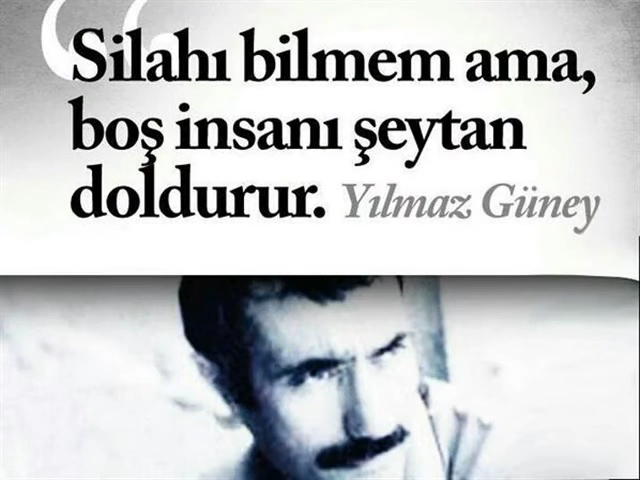 Silahı bilmem ama,
boş insanı şeytan
doldurur. Yılmaz Güney